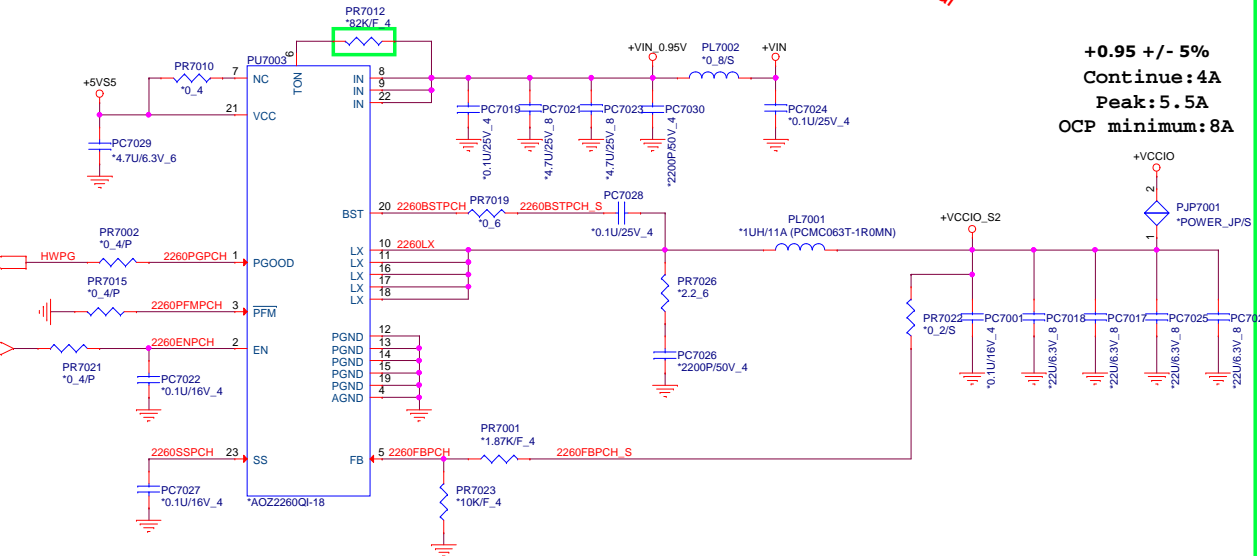 PR7012
*82K/F_4
PU7003
6
TON
+VIN_0.95V
PL7002
*0_8/S
+VIN
+0.95 +/- 5%
Continue:4A
Peak:5.5A
OCP minimum:8A
+5VS5
PR7010
*0_4
7
NC
IN
8
IN
9
IN
22
21
VCC
PC7029
*4.7U/6.3V_6
PC7019
*0.1U/25V_4
PC7021
*4.7U/25V_8
PC7023
*4.7U/25V_8
PC7030
*2200P/50V_4
PC7024
*0.1U/25V_4
+VCCIO
2
PJP7001
*POWER_JP/S
1
BST
20
2260BSTPCH
PR7019
*0_6
2260BSTPCH_S
PC7028
*0.1U/25V_4
PL7001
*1UH/11A (PCMC063T-1R0MN)
+VCCIO_S2
LX
10
2260LX
LX
11
LX
16
LX
17
LX
18
HWPG
PR7002
*0_4/P
2260PGPCH
1
PGOOD
PR7015
*0_4/P
2260PFMPCH
3
PFM
PR7021
*0_4/P
2260ENPCH
2
EN
PC7022
*0.1U/16V_4
PR7026
*2.2_6
PC7026
*2200P/50V_4
PGND
12
PGND
13
PGND
14
PGND
15
PGND
19
AGND
4
PR7022
*0_2/S
PC7001
*0.1U/16V_4
PC7018
*22U/6.3V_8
PC7017
*22U/6.3V_8
PC7025
*22U/6.3V_8
*22U/6.3V_8
2260SSPCH
23
SS
PC7027
*0.1U/16V_4
FB
5
2260FBPCH
PR7001
*1.87K/F_4
2260FBPCH_S
PR7023
*10K/F_4
*AOZ2260QI-18